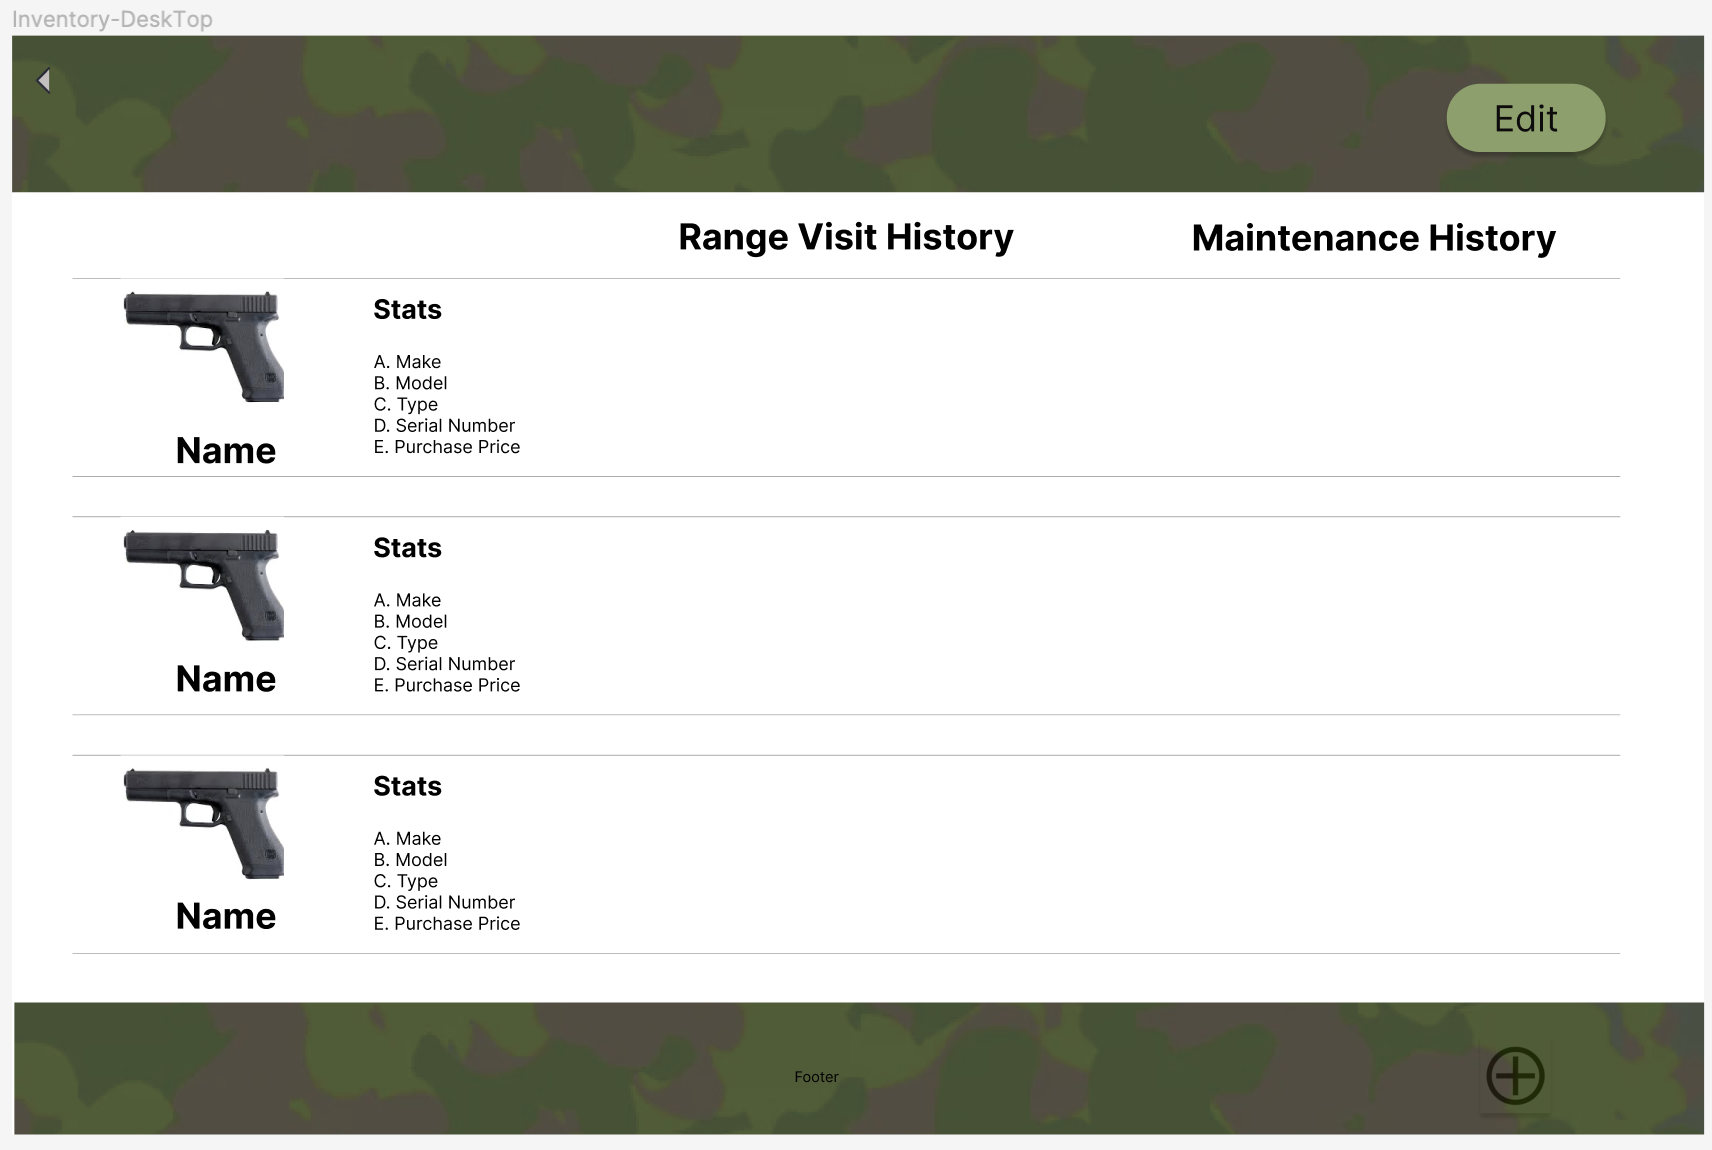 Inventory-DeskTop
Edit
Range Visit History
Maintenance History
Stats
A. Make
B. Model
C. Type
D. Serial Number
E. Purchase Price
Name
Stats
A. Make
B. Model
C. Type
D. Serial Number
E. Purchase Price
Name
Stats
A. Make
B. Model
C. Type
D. Serial Number
E. Purchase Price
Name
Footer